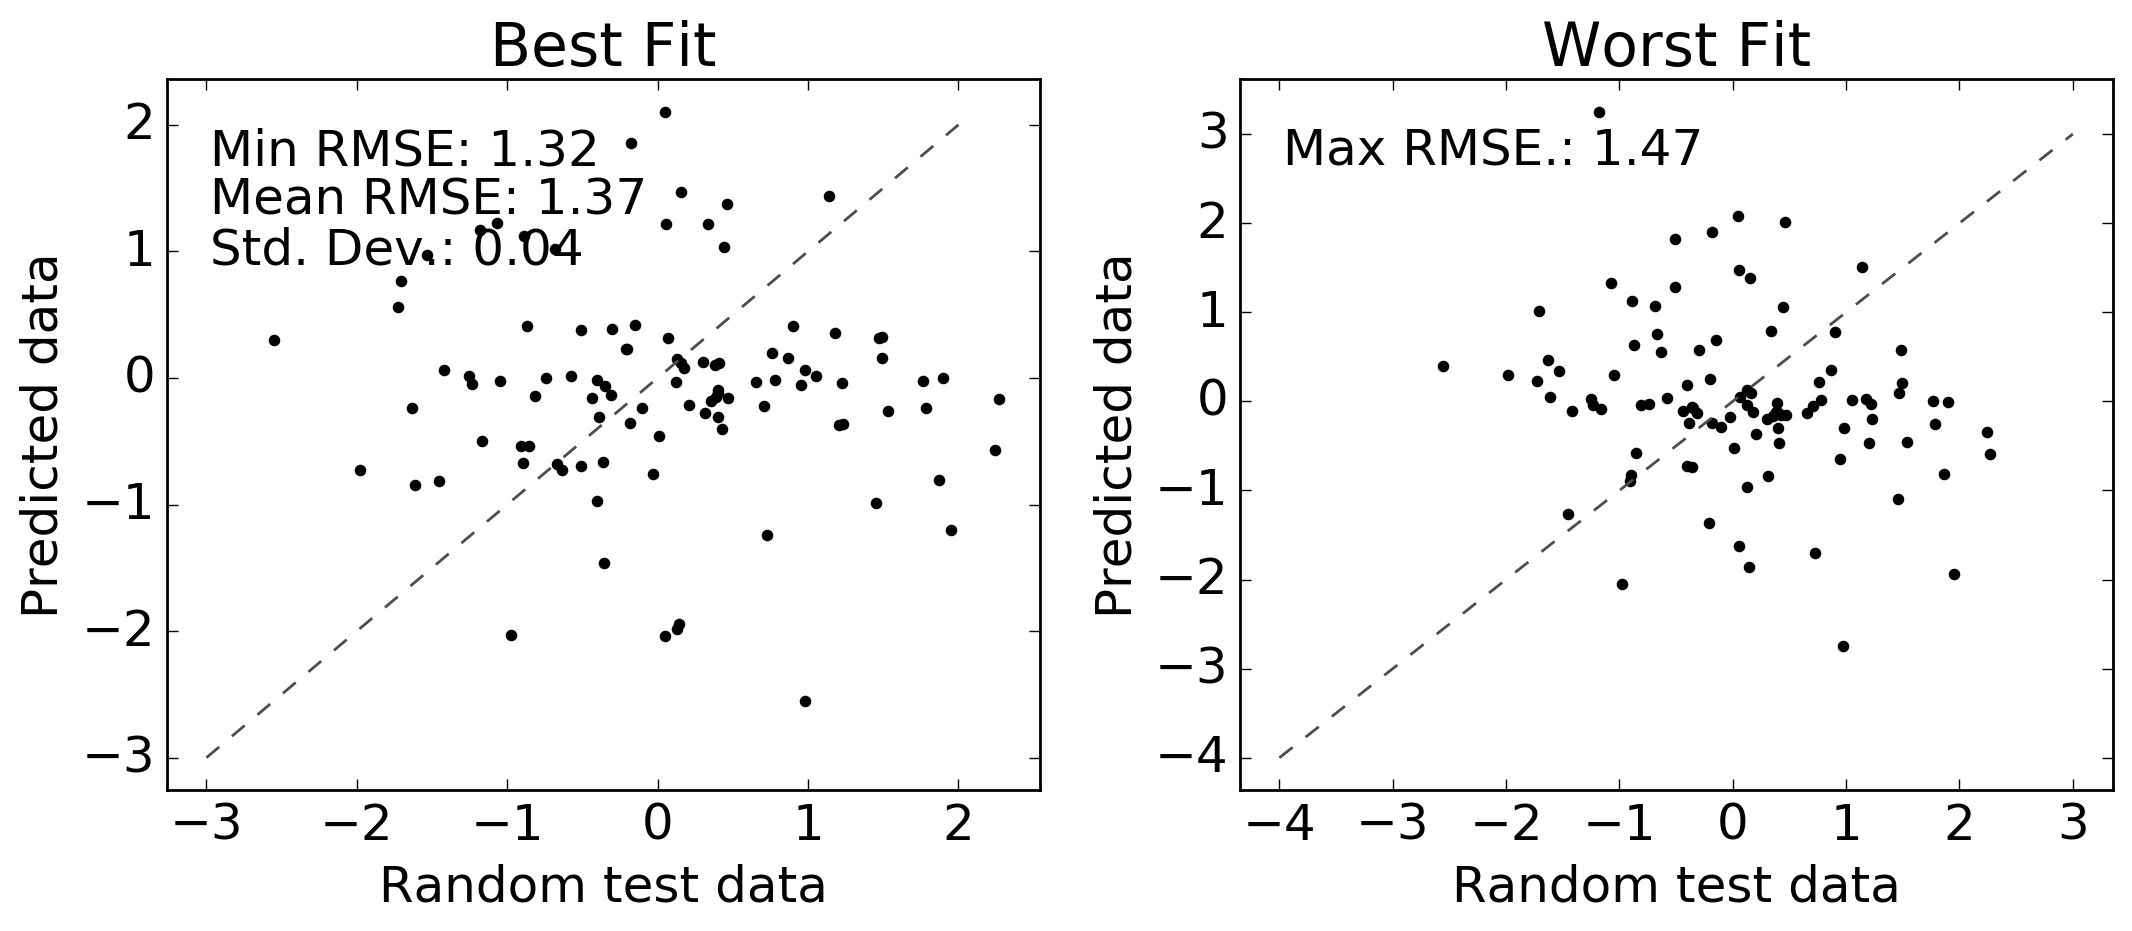 Best Fit
2
1
0
−1
−2
−3
Predicted data
Min RMSE: 1.32
Mean RMSE: 1.37
Std. Dev.: 0.04
−3 −2 −1 0 1 2
Random test data
Worst Fit
3
2
1
0
−1
−2
−3
−4
Predicted data
Max RMSE.: 1.47
−4 −3 −2 −1 0 1 2 3
Random test data